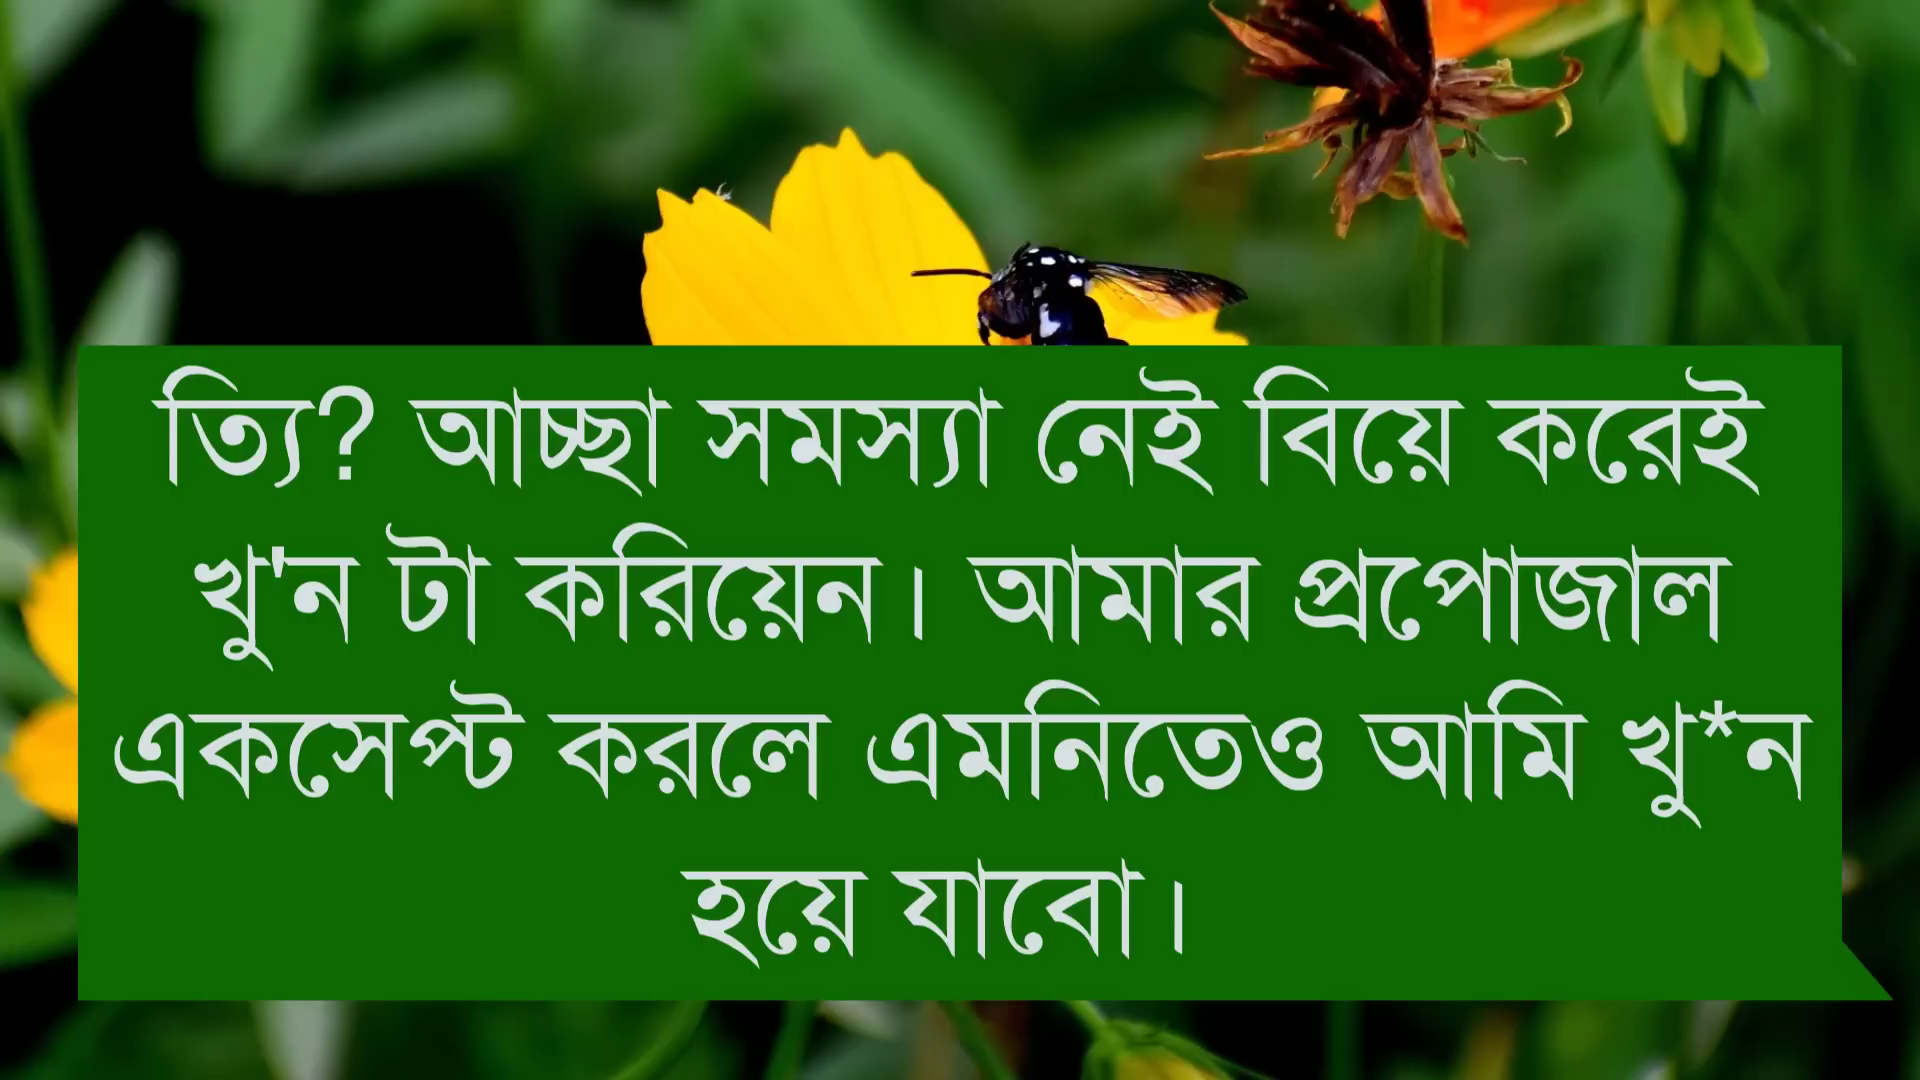 ত্যি? আচ্ছা সমস্যা নেই বিয়ে করেই
খু'ন টা করিয়েন। আমার প্রপোজাল
একসেপ্ট করলে এমনিতেও আমি খু*ন
হয়ে যাবো।